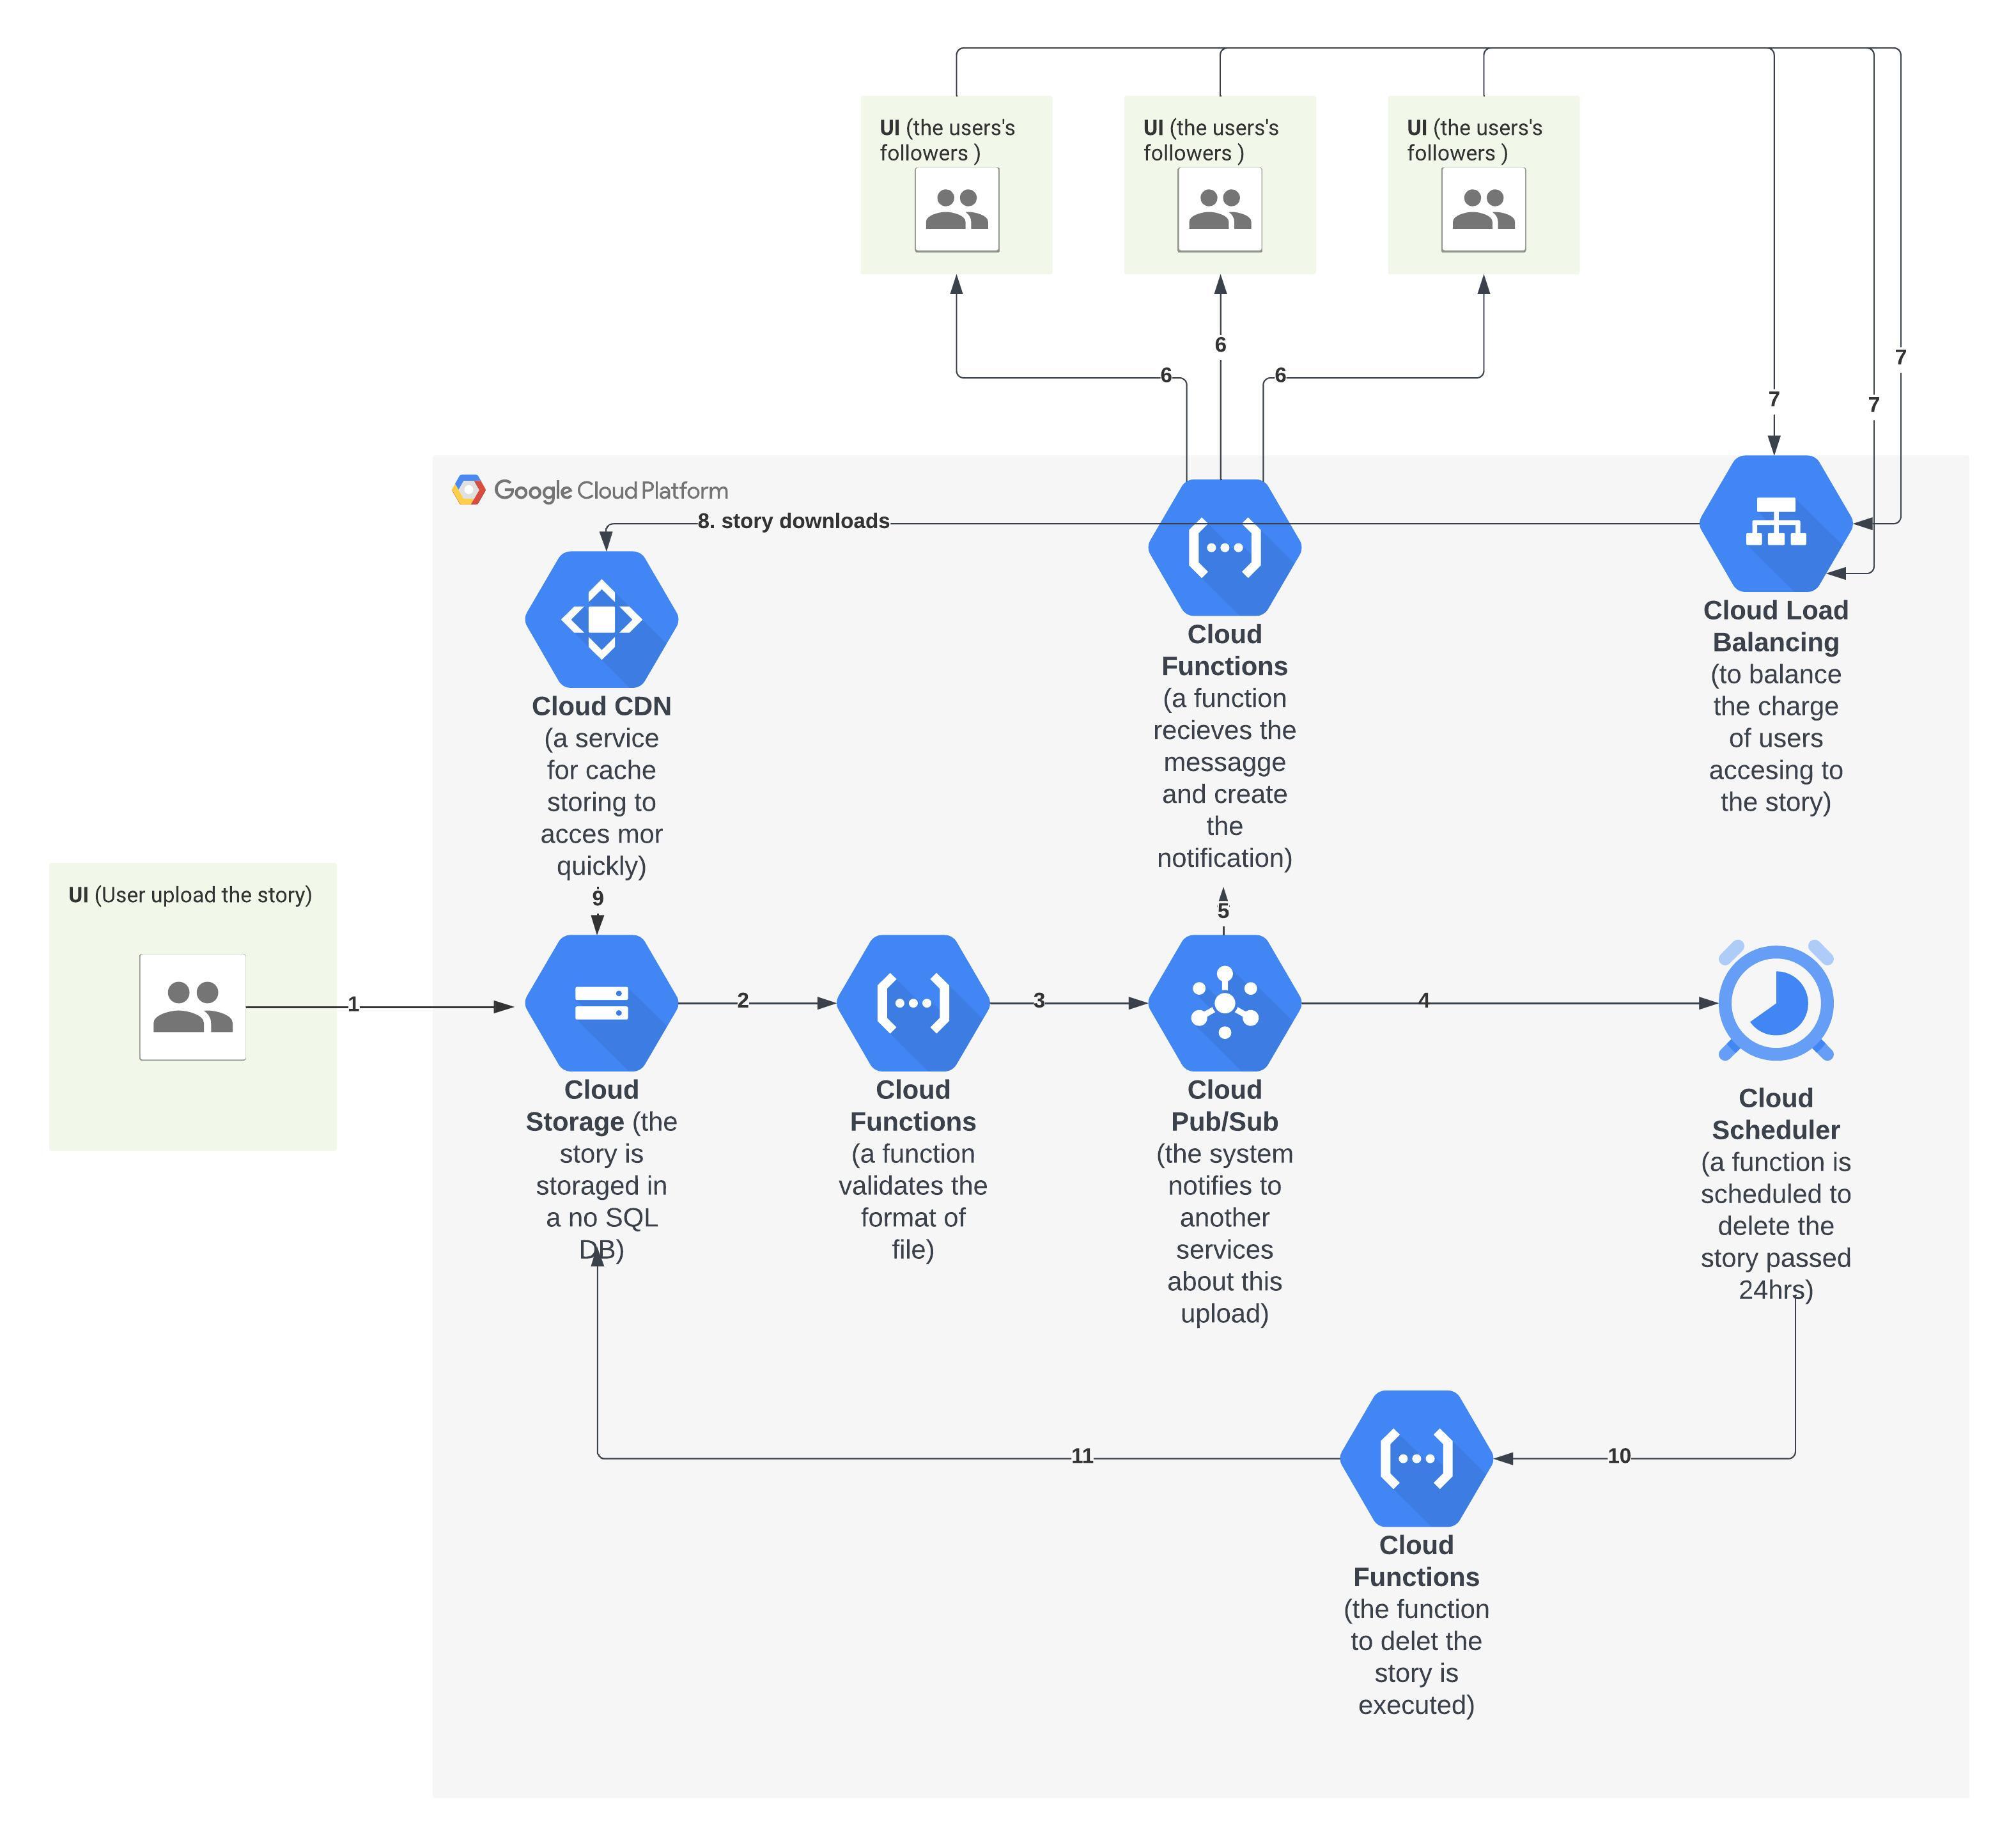 UI (the users's
followers )
UI (the users's
followers )
UI (the users's
followers )
6
6
6
7
7
7
Google Cloud Platform
8. story downloads
Cloud CDN
(a service
for cache
storing to
acces mor
quickly)
Cloud
Functions
(a function
recieves the
messagge
and create
the
notification)
Cloud Load
Balancing
(to balance
the charge
of users
accesing to
the story)
UI (User upload the story)
1
9
2
3
5
4
Cloud
Storage (the
story is
storaged in
a no SQL
DB)
Cloud
Functions
(a function
validates the
format of
file)
Cloud
Pub/Sub
(the system
notifies to
another
services
about this
upload)
Cloud
Scheduler
(a function is
scheduled to
delete the
story passed
24hrs)
11
10
Cloud
Functions
(the function
to delet the
story is
executed)